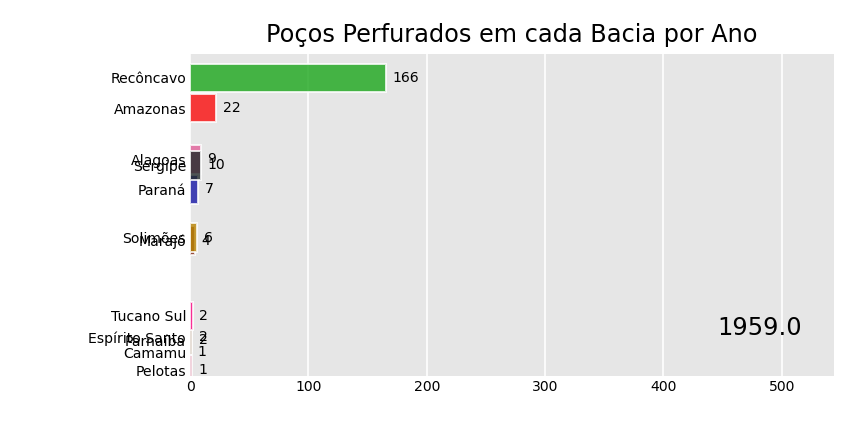 Poços Perfurados em cada Bacia por Ano
Recôncavo 166
Amazonas 22
Alagoas 9
Sergipe 10
Paraná 7
Solimões 6
Marajó 4
Tucano Sul 2
Espírito Santo 2
Parnaíba 2
Camamu 1
Pelotas 1
1959.0
0 100 200 300 400 500